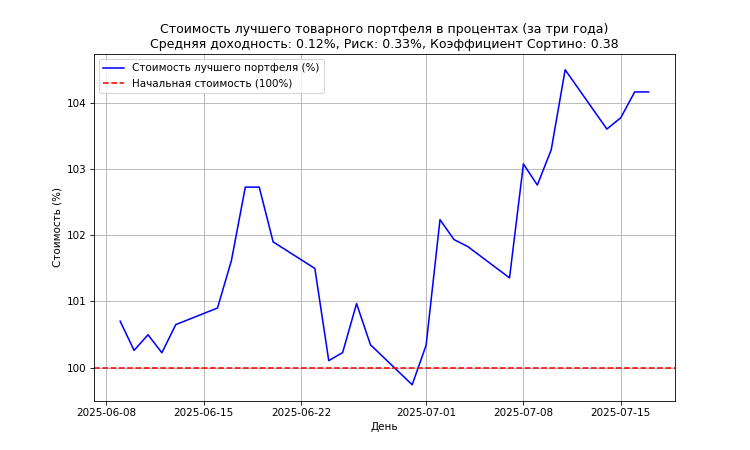 Стоимость лучшего товарного портфеля в процентах (за три года)
Средняя доходность: 0.12%, Риск: 0.33%, Коэффициент Сортино: 0.38
Стоимость лучшего портфеля (%)
Начальная стоимость (100%)
104
103
102
101
100
Стоимость (%)
2025-06-08
2025-06-15
2025-06-22
2025-07-01
2025-07-08
2025-07-15
День